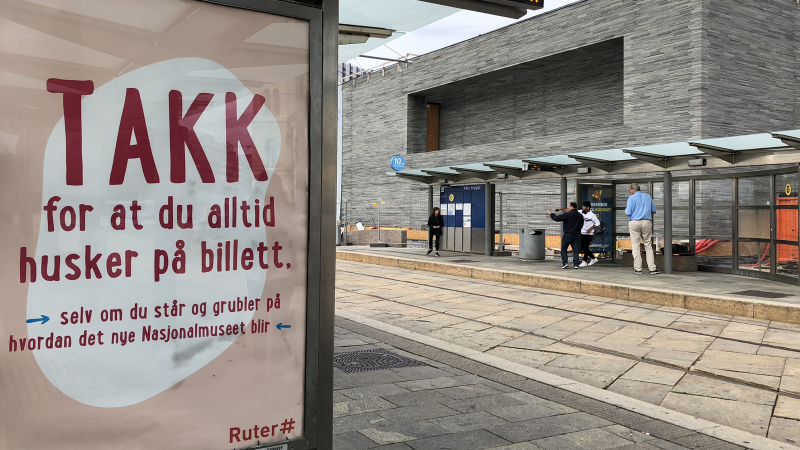 TAKK
for at du alltid
husker på billett,
selv om du står og grubler på
hvordan det nye Nasjonalmuseet blir
Ruter#
10